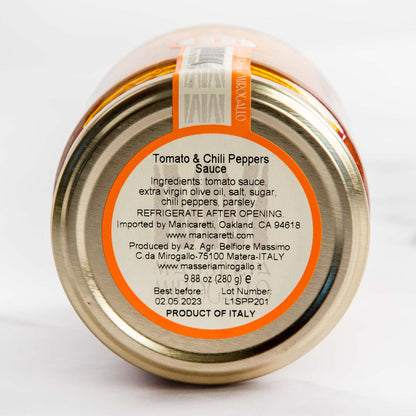 MIROGALLO
Tomato & Chili Peppers
Sauce
Ingredients: tomato sauce,
extra virgin olive oil, salt, sugar,
chili peppers, parsley.
REFRIGERATE AFTER OPENING.
Imported by Manicaretti, Oakland, CA 94618
www.manicaretti.com
Produced by Az. Agr. Belfiore Massimo
C.da Mirogallo-75100 Matera-ITALY
www.masseriamirogallo.it
9.88 oz (280 g) ℮
Best before: Lot Number:
02.05 2023 L1SPP201
PRODUCT OF ITALY